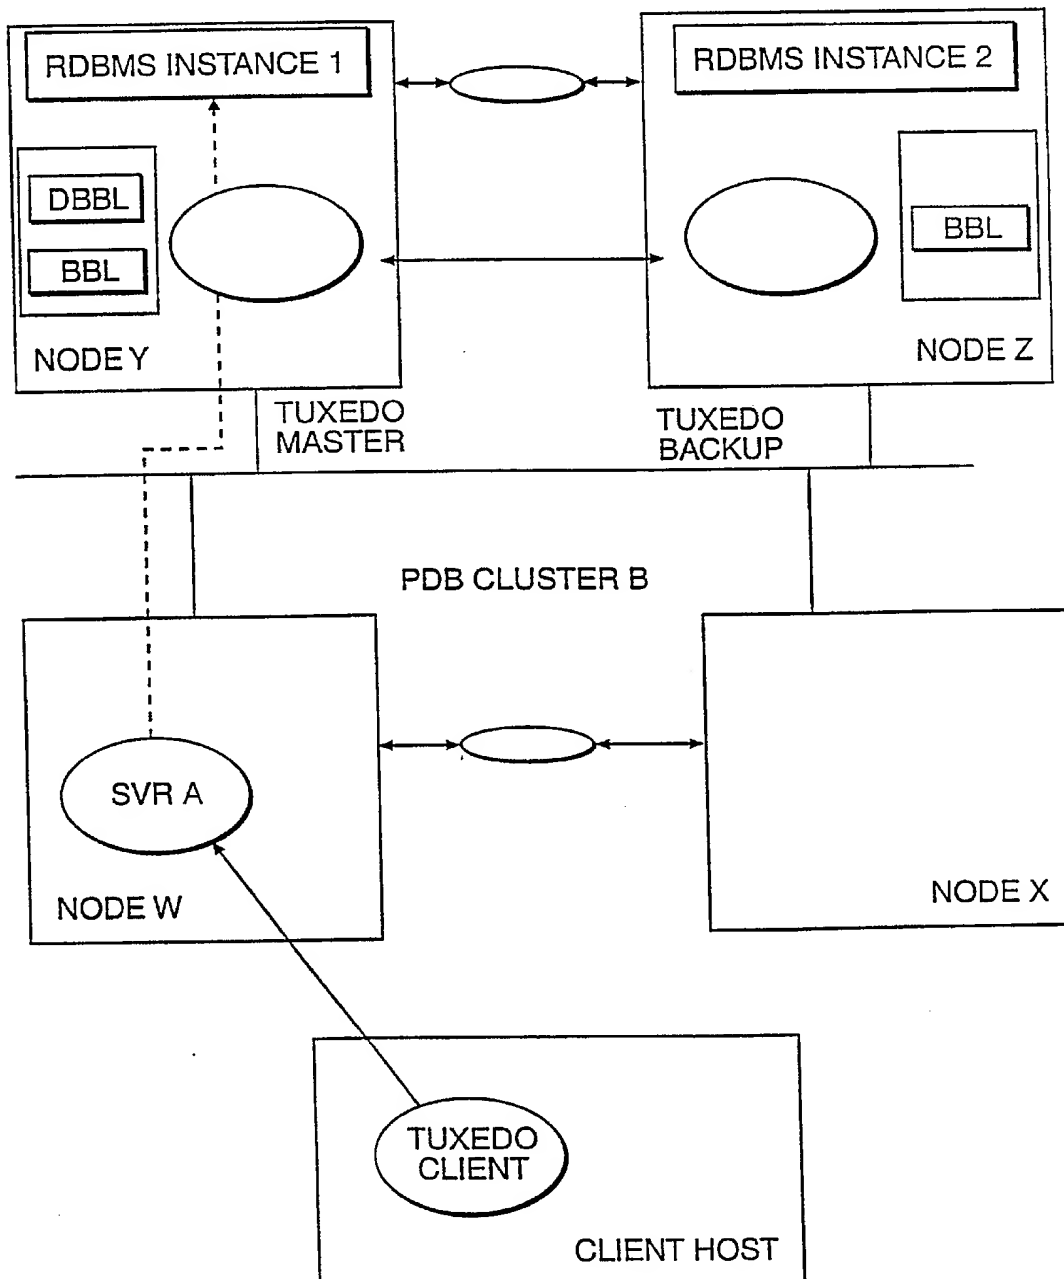 RDBMS INSTANCE 1
RDBMS INSTANCE 2
DBBL
BBL
BBL
NODE Y
NODE Z
TUXEDO
MASTER
TUXEDO
BACKUP
PDB CLUSTER B
SVR A
NODE W
NODE X
TUXEDO
CLIENT
CLIENT HOST